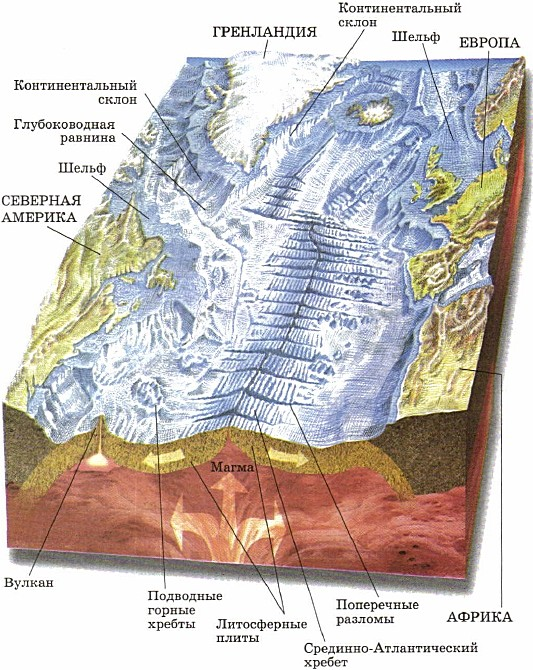 Континентальный
склон
ГРЕНЛАНДИЯ
Шельф
ЕВРОПА
Континентальный
склон
Глубоководная
равнина
Шельф
СЕВЕРНАЯ
АМЕРИКА
Магма
Вулкан
Подводные
горные
хребты
Литосферные
плиты
Поперечные
разломы
АФРИКА
Срединно-Атлантический
хребет